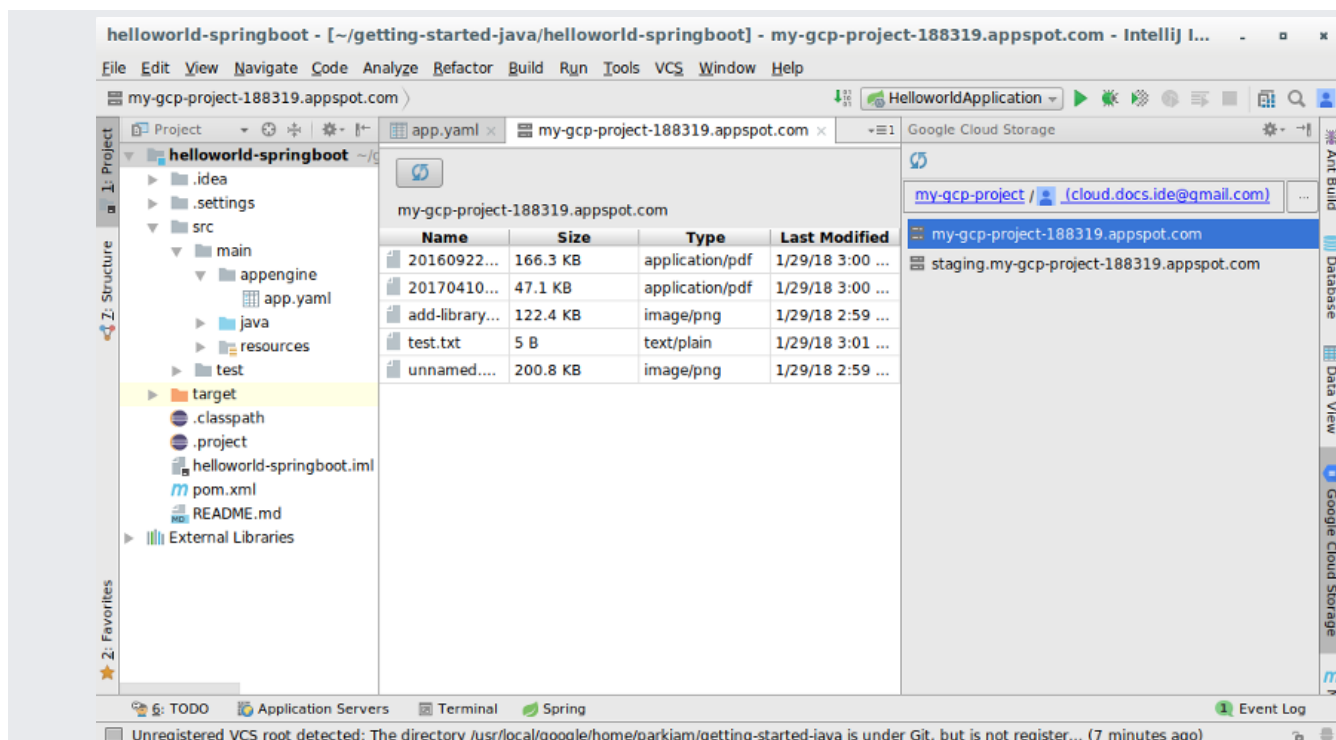 helloworld-springboot - [~/getting-started-java/helloworld-springboot] - my-gcp-project-188319.appspot.com - IntelliJ I...
File Edit View Navigate Code Analyze Refactor Build Run Tools VCS Window Help
my-gcp-project-188319.appspot.com
HelloworldApplication
1: Project
Z: Structure
2: Favorites
Project
helloworld-springboot
.idea
.settings
src
main
appengine
app.yaml
java
resources
test
target
.classpath
.project
helloworld-springboot.iml
pom.xml
README.md
External Libraries
app.yaml
my-gcp-project-188319.appspot.com
1
my-gcp-project-188319.appspot.com
Name Size Type Last Modified
20160922... 166.3 KB application/pdf 1/29/18 3:00 ...
20170410... 47.1 KB application/pdf 1/29/18 3:00 ...
add-library... 122.4 KB image/png 1/29/18 2:59 ...
test.txt 5 B text/plain 1/29/18 3:01 ...
unnamed.... 200.8 KB image/png 1/29/18 2:59 ...
Google Cloud Storage
my-gcp-project / (cloud.docs.ide@gmail.com) ...
my-gcp-project-188319.appspot.com
staging.my-gcp-project-188319.appspot.com
Ant Build
Database
Data View
Google Cloud Storage
6: TODO Application Servers Terminal Spring
1 Event Log
Unregistered VCS root detected: The directory /usr/local/google/home/parkjam/getting-started-java is under Git, but is not register... (7 minutes ago)